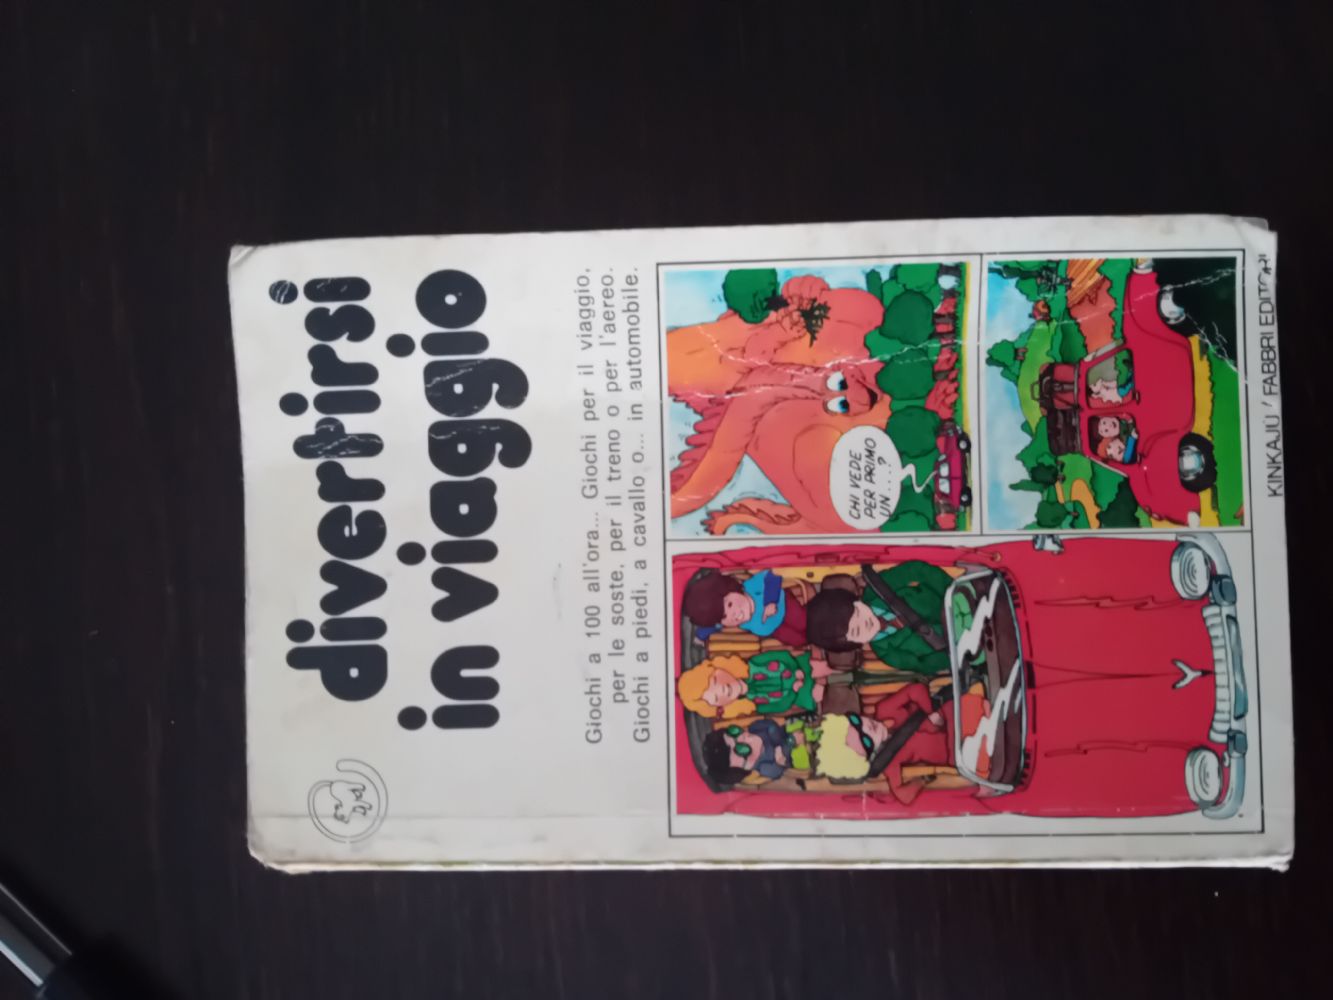 divertirsi
in viaggio
Giochi a 100 all'ora... Giochi per il viaggio,
per le soste, per il treno o per l'aereo.
Giochi a piedi, a cavallo o... in automobile.
CHI VEDE
PER PRIMO
UN...?
KINKAJÚ / FABBRI EDITORI